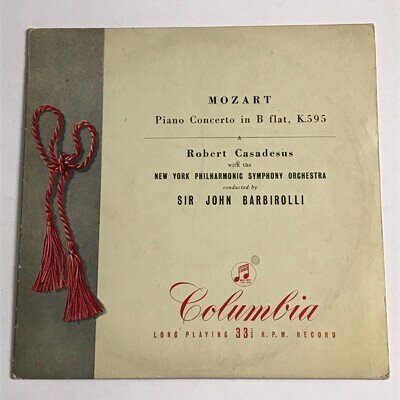 MOZART
Piano Concerto in B flat, K.595
Robert Casadesus
with the
NEW YORK PHILHARMONIC SYMPHONY ORCHESTRA
conducted by
SIR JOHN BARBIROLLI
Columbia
LONG PLAYING 33⅓ R.P.M. RECORD